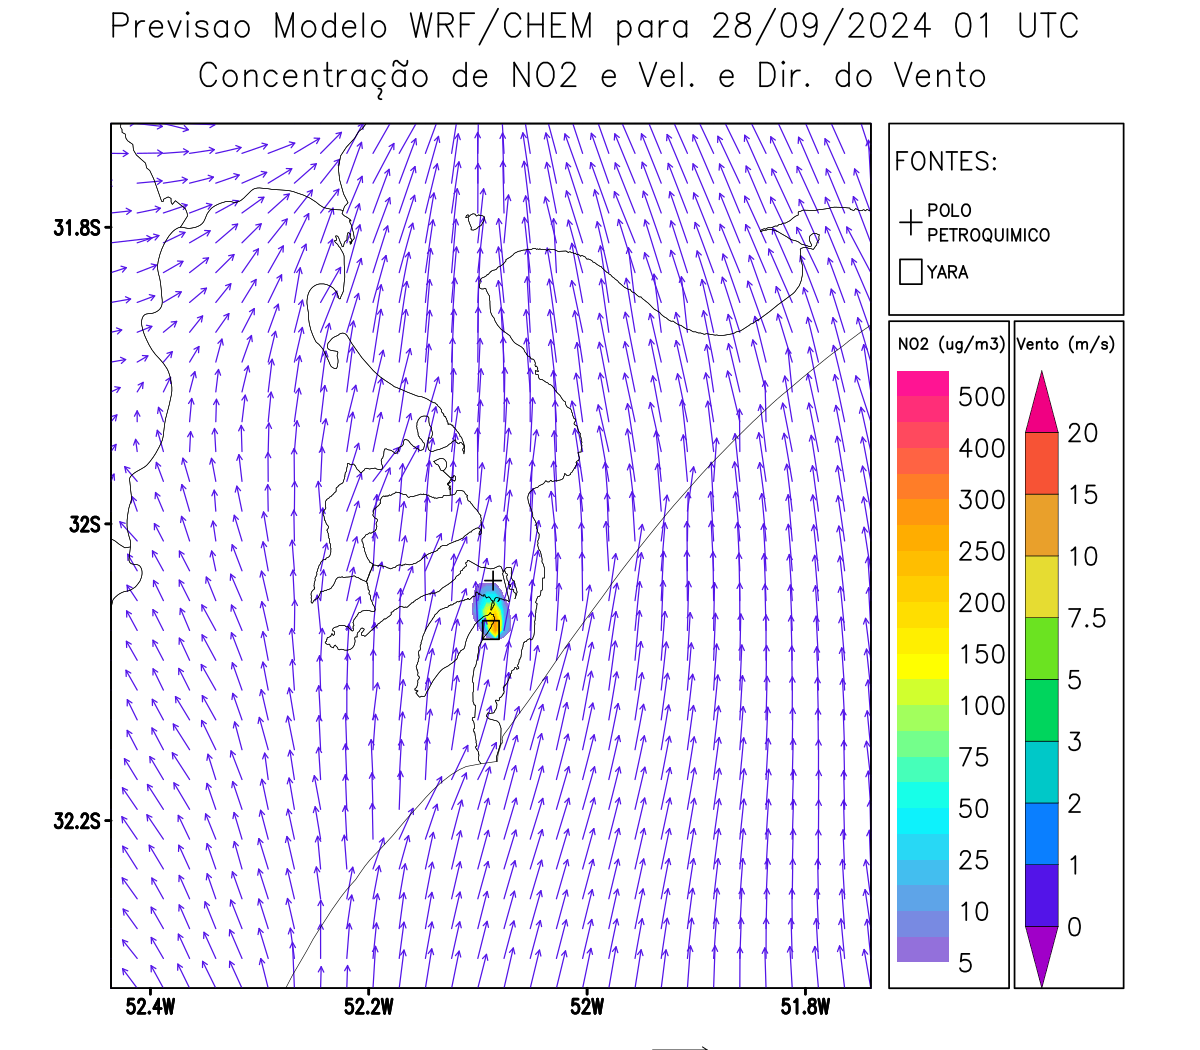 Previsao Modelo WRF/CHEM para 28/09/2024 01 UTC
Concentração de NO2 e Vel. e Dir. do Vento
FONTES:
POLO
PETROQUIMICO
YARA
NO2 (ug/m3)
500
400
300
250
200
150
100
75
50
25
10
5
Vento (m/s)
20
15
10
7.5
5
3
2
1
0
31.8S
32S
32.2S
52.4W
52.2W
52W
51.8W